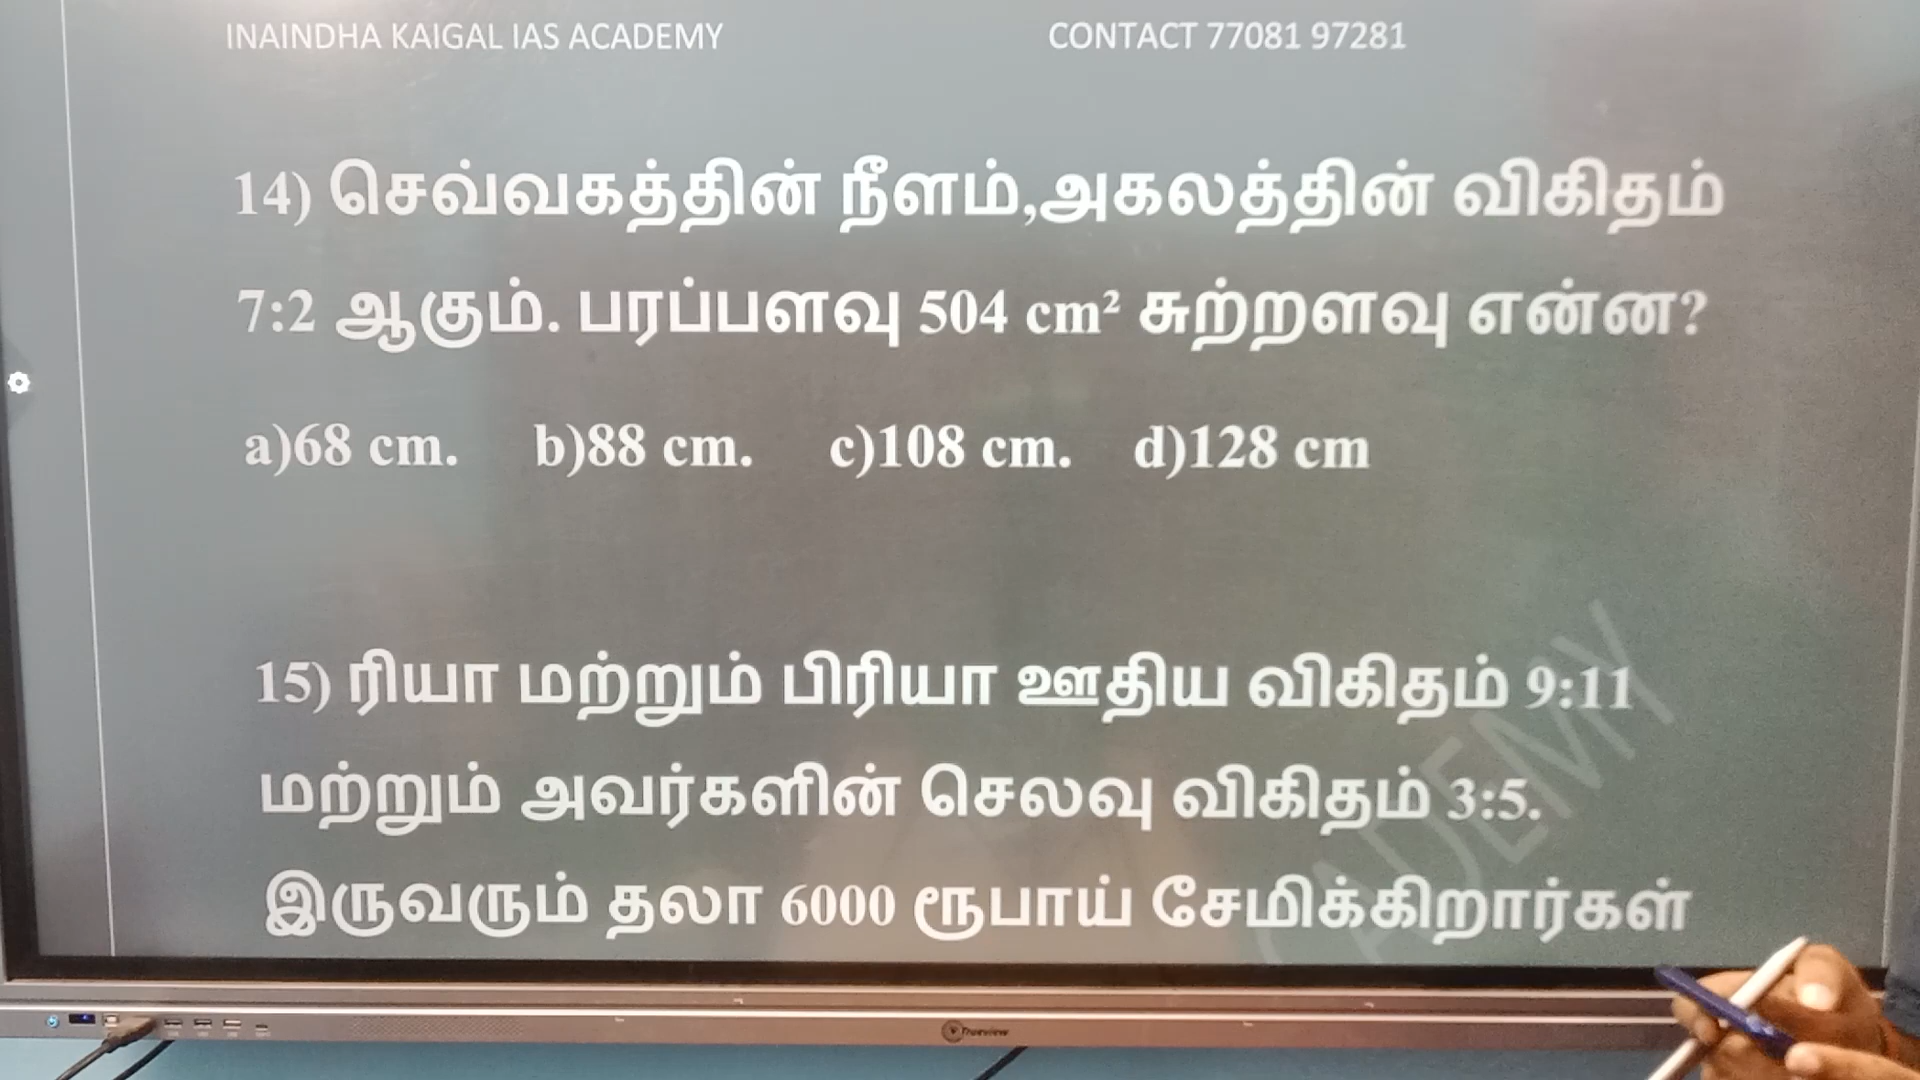 INAINDHA KAIGAL IAS ACADEMY CONTACT 77081 97281
14) செவ்வகத்தின் நீளம்,அகலத்தின் விகிதம்
7:2 ஆகும். பரப்பளவு 504 cm² சுற்றளவு என்ன?
a)68 cm. b)88 cm. c)108 cm. d)128 cm
15) ரியா மற்றும் பிரியா ஊதிய விகிதம் 9:11
மற்றும் அவர்களின் செலவு விகிதம் 3:5.
இருவரும் தலா 6000 ரூபாய் சேமிக்கிறார்கள்
CADEMY
Trueview